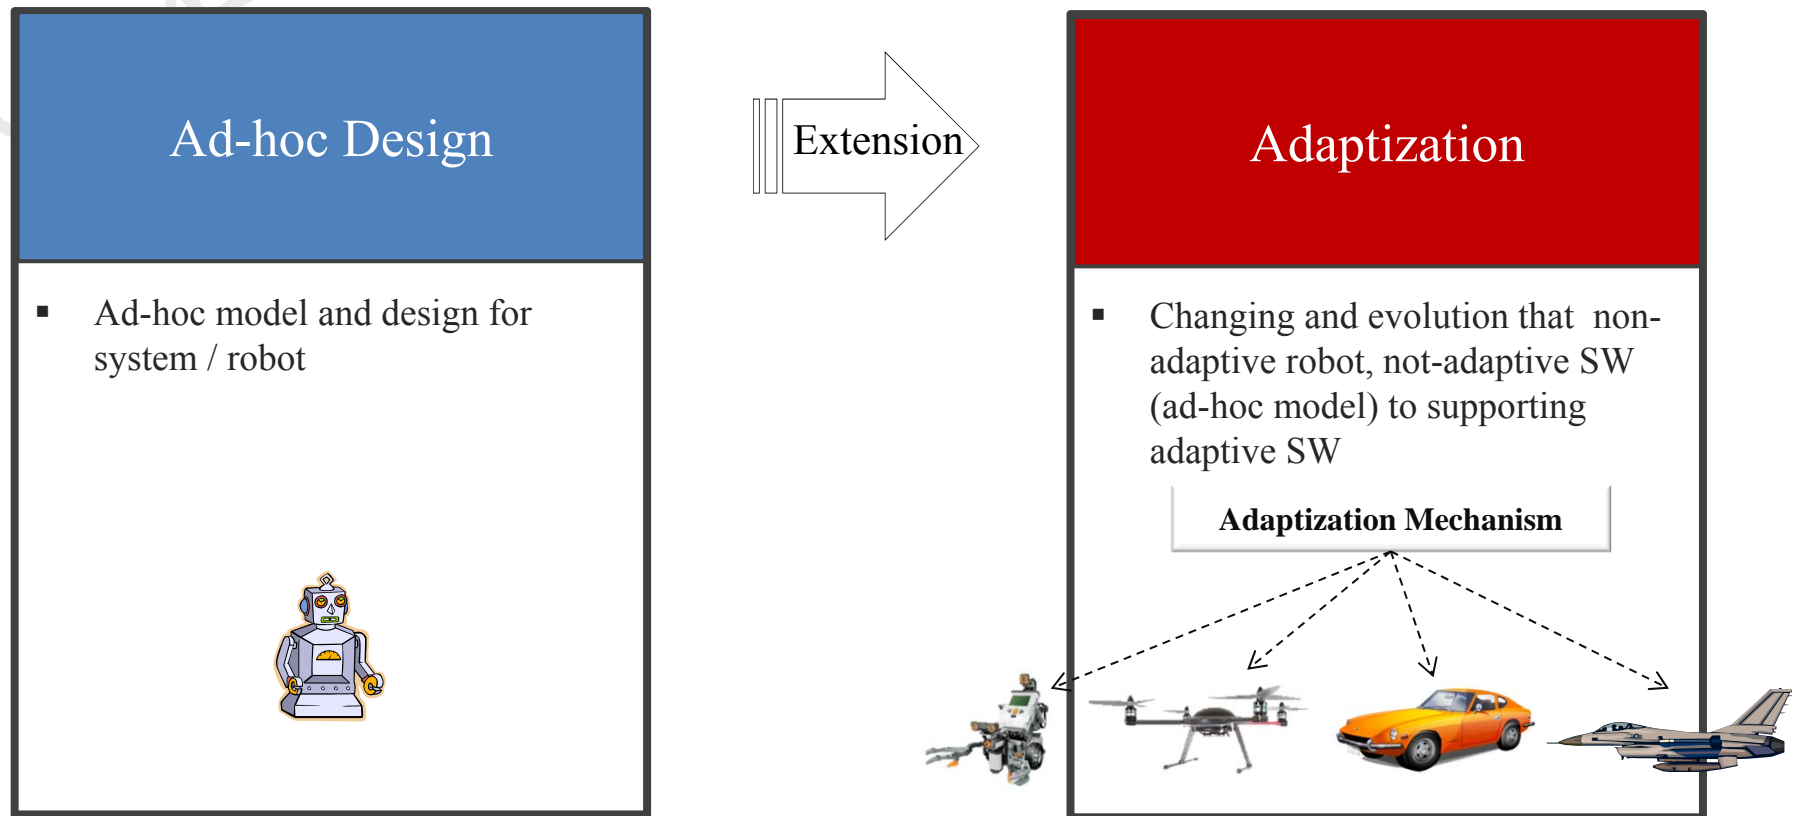 Ad-hoc Design
▪ Ad-hoc model and design for
system / robot
Extension
Adaptization
▪ Changing and evolution that non-
adaptive robot, not-adaptive SW
(ad-hoc model) to supporting
adaptive SW
Adaptization Mechanism